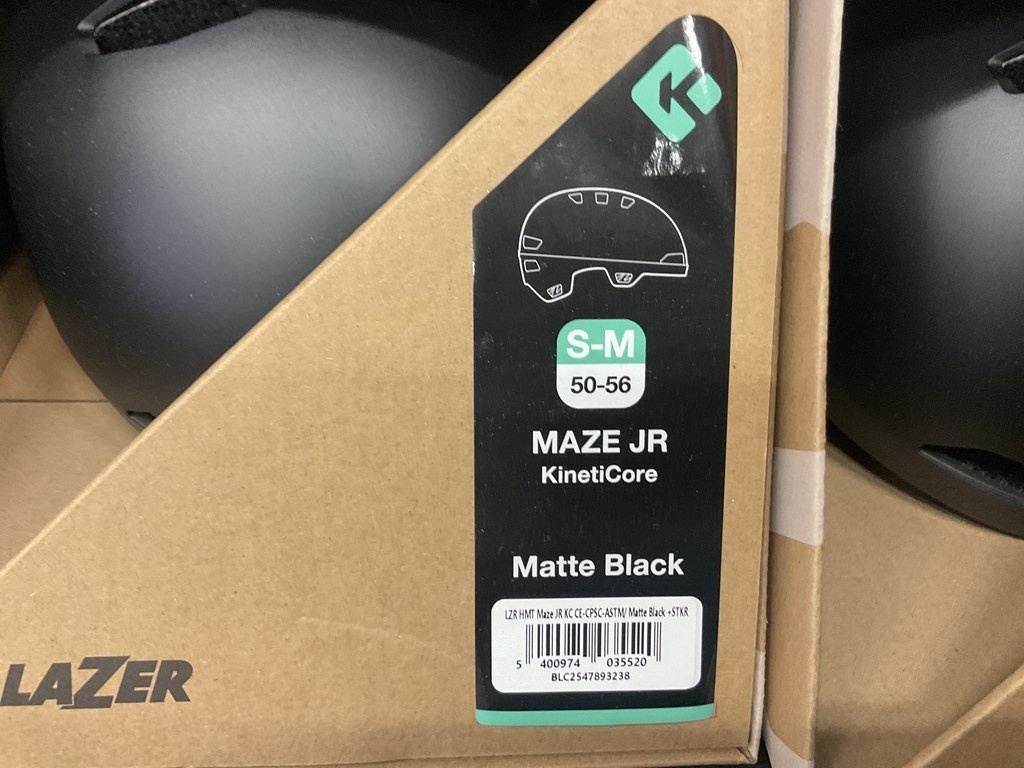 S-M
50-56
MAZE JR
KinetiCore
Matte Black
LZR HMT Maze JR KC CE-CPSC-ASTM/ Matte Black +STKR
5 400974 035520
BLC2547893238
LAZER